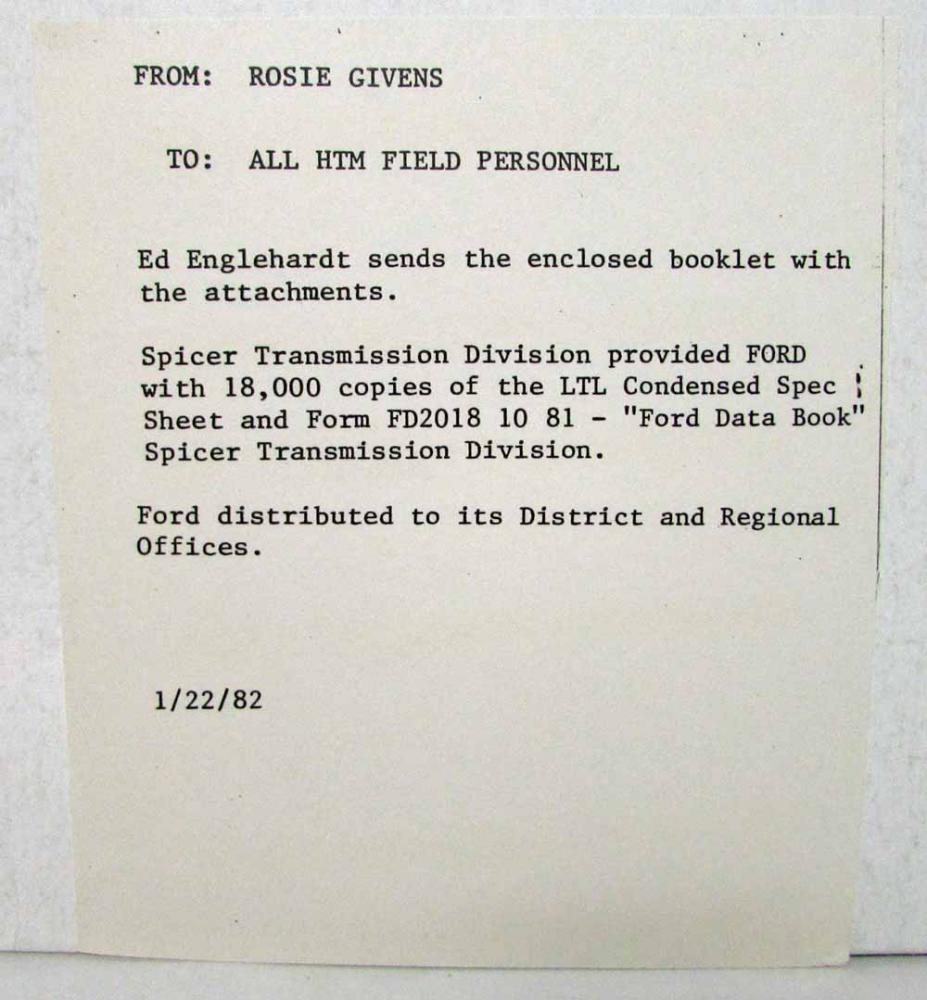 FROM: ROSIE GIVENS
TO: ALL HTM FIELD PERSONNEL
Ed Englehardt sends the enclosed booklet with
the attachments.
Spicer Transmission Division provided FORD
with 18,000 copies of the LTL Condensed Spec
Sheet and Form FD2018 10 81 - "Ford Data Book"
Spicer Transmission Division.
Ford distributed to its District and Regional
Offices.
1/22/82